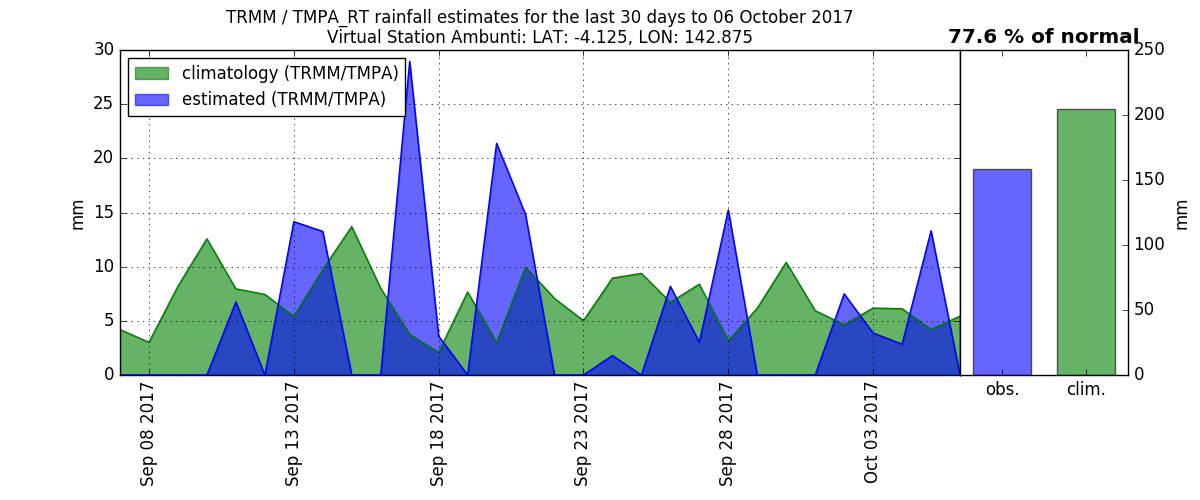 TRMM / TMPA_RT rainfall estimates for the last 30 days to 06 October 2017
Virtual Station Ambunti: LAT: -4.125, LON: 142.875
77.6 % of normal
climatology (TRMM/TMPA)
estimated (TRMM/TMPA)
30
25
20
15
10
5
0
mm
Sep 08 2017
Sep 13 2017
Sep 18 2017
Sep 23 2017
Sep 28 2017
Oct 03 2017
obs.
clim.
250
200
150
100
50
0
mm